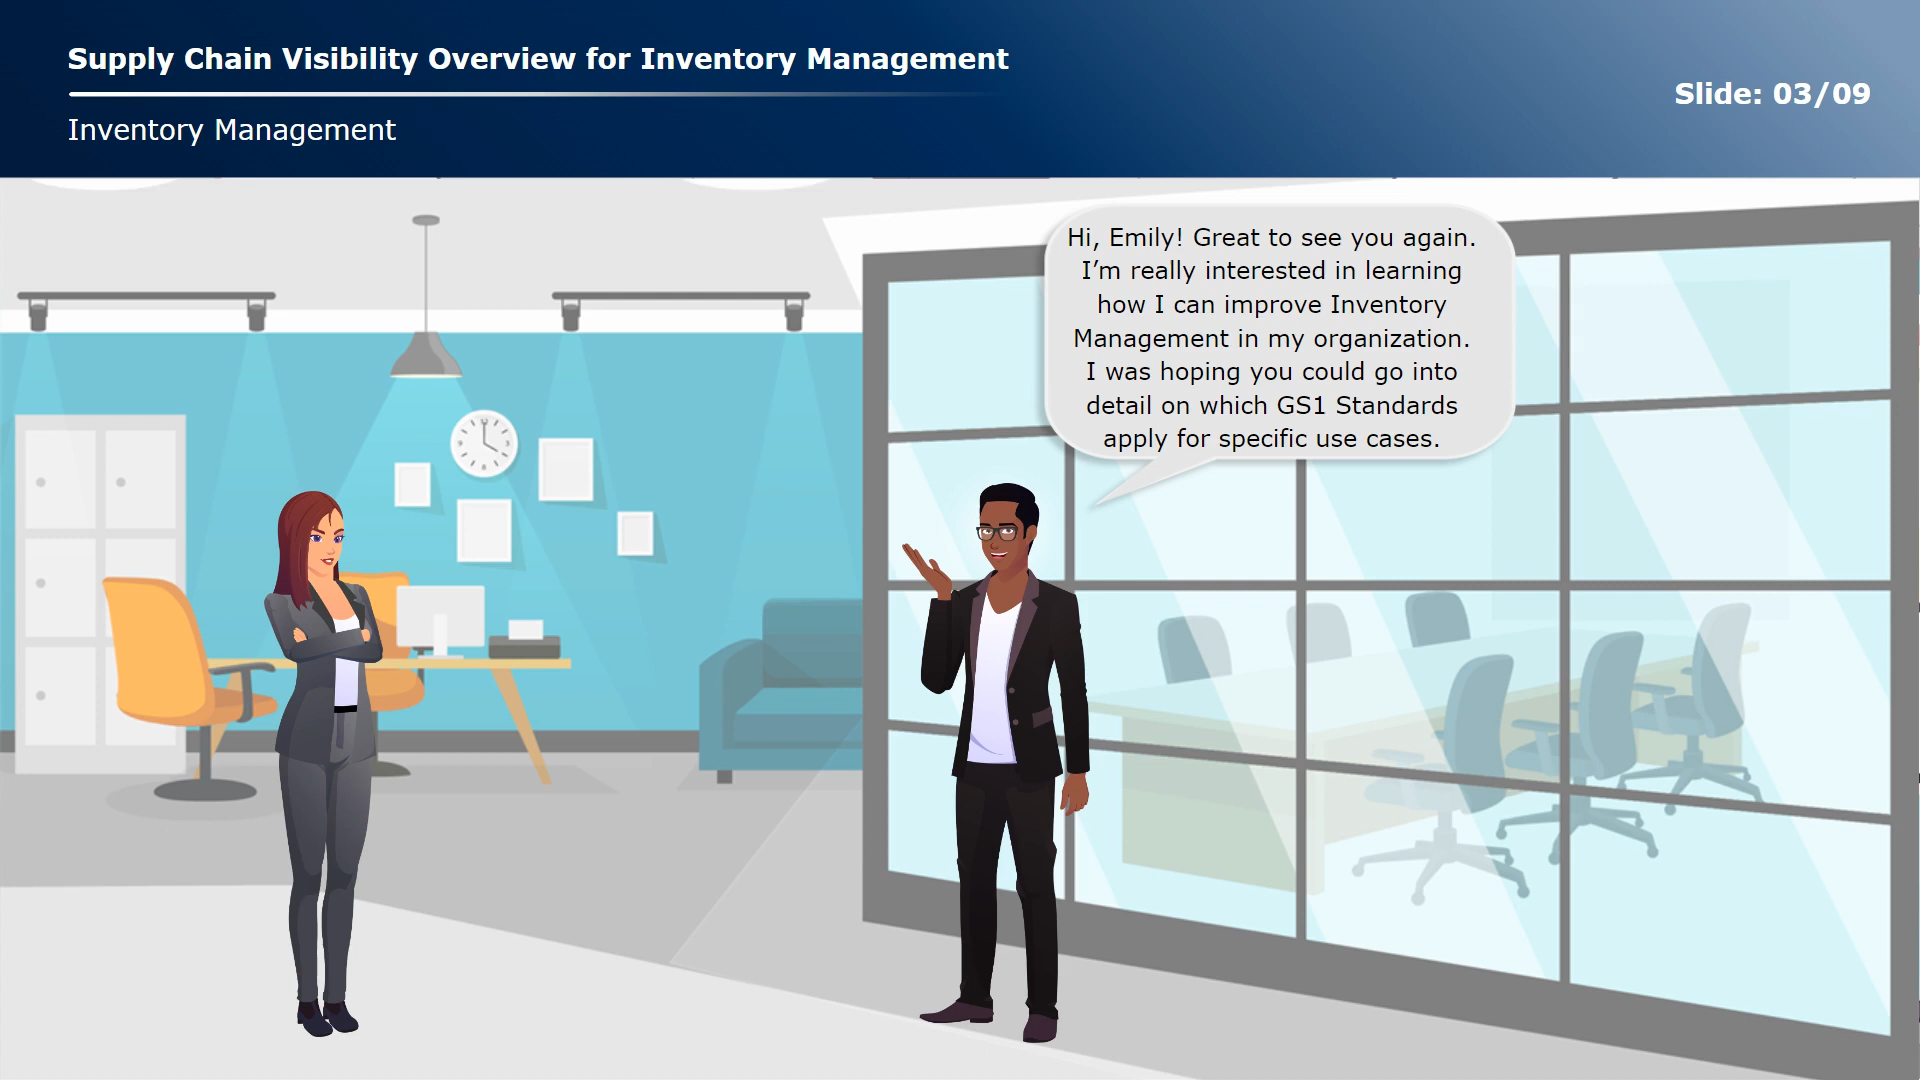 Supply Chain Visibility Overview for Inventory Management
Inventory Management
Slide: 03/09
Hi, Emily! Great to see you again.
I’m really interested in learning
how I can improve Inventory
Management in my organization.
I was hoping you could go into
detail on which GS1 Standards
apply for specific use cases.